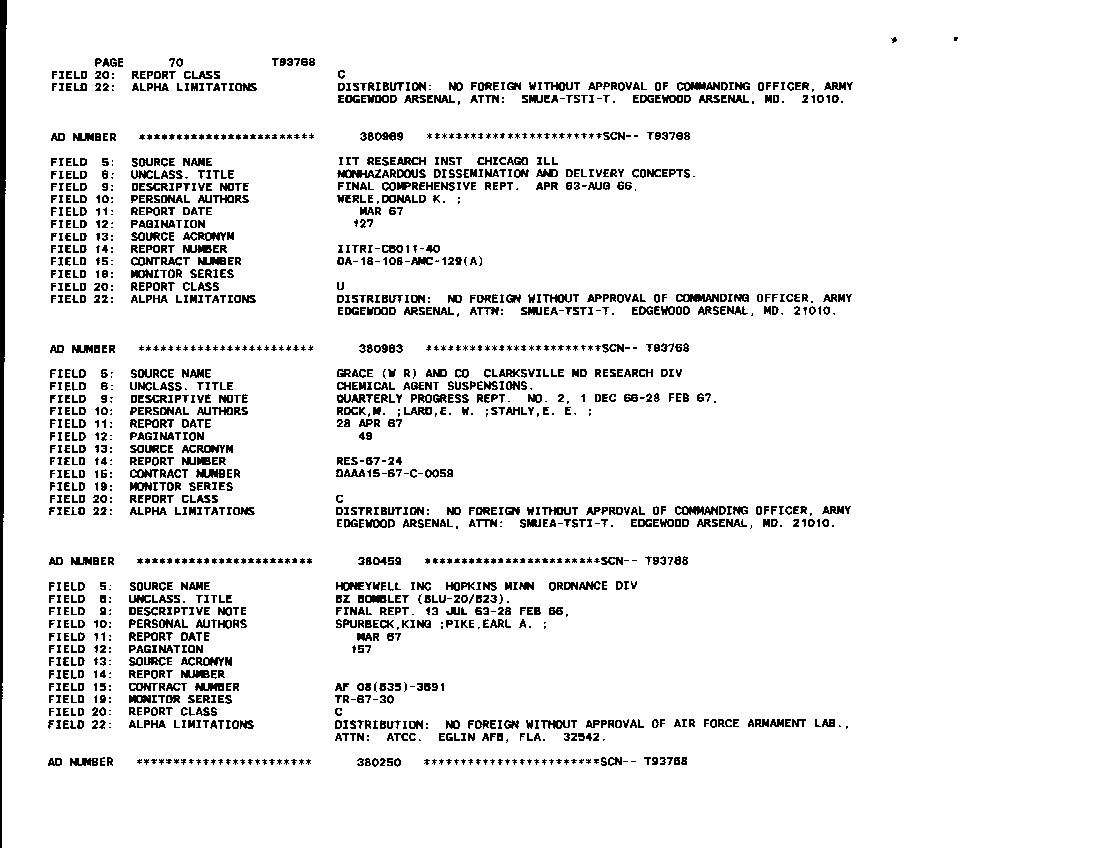 PAGE 70 T93768
FIELD 20: REPORT CLASS C
FIELD 22: ALPHA LIMITATIONS DISTRIBUTION: NO FOREIGN WITHOUT APPROVAL OF COMMANDING OFFICER, ARMY
EDGEWOOD ARSENAL, ATTN: SMUEA-TSTI-T. EDGEWOOD ARSENAL, MD. 21010.
AD NUMBER ************************ 380969 ************************SCN-- T93768
FIELD 5: SOURCE NAME IIT RESEARCH INST CHICAGO ILL
FIELD 6: UNCLASS. TITLE NONHAZARDOUS DISSEMINATION AND DELIVERY CONCEPTS.
FIELD 9: DESCRIPTIVE NOTE FINAL COMPREHENSIVE REPT. APR 63-AUG 66,
FIELD 10: PERSONAL AUTHORS WERLE,DONALD K. ;
FIELD 11: REPORT DATE MAR 67
FIELD 12: PAGINATION 127
FIELD 13: SOURCE ACRONYM
FIELD 14: REPORT NUMBER IITRI-C8011-40
FIELD 15: CONTRACT NUMBER DA-18-108-AMC-129(A)
FIELD 18: MONITOR SERIES
FIELD 20: REPORT CLASS U
FIELD 22: ALPHA LIMITATIONS DISTRIBUTION: NO FOREIGN WITHOUT APPROVAL OF COMMANDING OFFICER, ARMY
EDGEWOOD ARSENAL, ATTN: SMUEA-TSTI-T. EDGEWOOD ARSENAL, MD. 21010.
AD NUMBER ************************ 380963 ************************SCN-- T93768
FIELD 5: SOURCE NAME GRACE (W R) AND CO CLARKSVILLE MD RESEARCH DIV
FIELD 6: UNCLASS. TITLE CHEMICAL AGENT SUSPENSIONS.
FIELD 9: DESCRIPTIVE NOTE QUARTERLY PROGRESS REPT. NO. 2, 1 DEC 66-28 FEB 67,
FIELD 10: PERSONAL AUTHORS ROCK,M. ;LARD,E. W. ;STAHLY,E. E. ;
FIELD 11: REPORT DATE 28 APR 67
FIELD 12: PAGINATION 49
FIELD 13: SOURCE ACRONYM
FIELD 14: REPORT NUMBER RES-67-24
FIELD 15: CONTRACT NUMBER DAAA15-67-C-0059
FIELD 19: MONITOR SERIES
FIELD 20: REPORT CLASS C
FIELD 22: ALPHA LIMITATIONS DISTRIBUTION: NO FOREIGN WITHOUT APPROVAL OF COMMANDING OFFICER, ARMY
EDGEWOOD ARSENAL, ATTN: SMUEA-TSTI-T. EDGEWOOD ARSENAL, MD. 21010.
AD NUMBER ************************ 380459 ************************SCN-- T93768
FIELD 5: SOURCE NAME HONEYWELL INC HOPKINS MINN ORDNANCE DIV
FIELD 6: UNCLASS. TITLE BZ BOMBLET (BLU-20/B23).
FIELD 9: DESCRIPTIVE NOTE FINAL REPT. 13 JUL 63-28 FEB 66,
FIELD 10: PERSONAL AUTHORS SPURBECK,KING ;PIKE,EARL A. ;
FIELD 11: REPORT DATE MAR 67
FIELD 12: PAGINATION 157
FIELD 13: SOURCE ACRONYM
FIELD 14: REPORT NUMBER
FIELD 15: CONTRACT NUMBER AF 08(635)-3691
FIELD 19: MONITOR SERIES TR-67-30
FIELD 20: REPORT CLASS C
FIELD 22: ALPHA LIMITATIONS DISTRIBUTION: NO FOREIGN WITHOUT APPROVAL OF AIR FORCE ARMAMENT LAB.,
ATTN: ATCC. EGLIN AFB, FLA. 32542.
AD NUMBER ************************ 380250 ************************SCN-- T93768